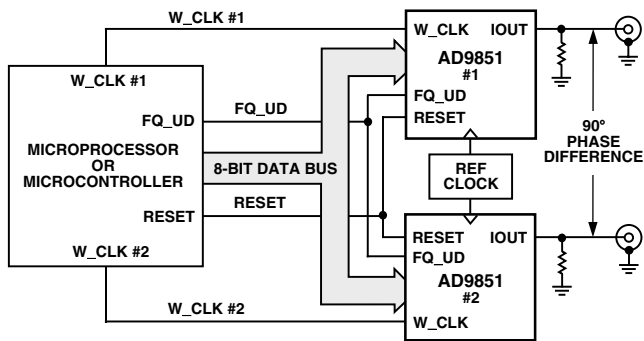 W_CLK #1
W_CLK #1
FQ_UD
MICROPROCESSOR
OR
MICROCONTROLLER
RESET
W_CLK #2
FQ_UD
8-BIT DATA BUS
RESET
W_CLK #2
W_CLK
IOUT
AD9851
#1
FQ_UD
RESET
REF
CLOCK
RESET
IOUT
FQ_UD
AD9851
#2
W_CLK
90°
PHASE
DIFFERENCE